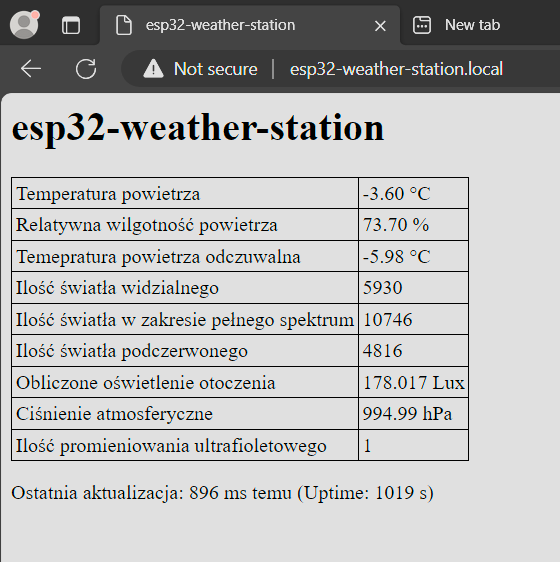 esp32-weather-station
New tab
Not secure
esp32-weather-station.local
esp32-weather-station
Temperatura powietrza -3.60 °C
Relatywna wilgotność powietrza 73.70 %
Temepratura powietrza odczuwalna -5.98 °C
Ilość światła widzialnego 5930
Ilość światła w zakresie pełnego spektrum 10746
Ilość światła podczerwonego 4816
Obliczone oświetlenie otoczenia 178.017 Lux
Ciśnienie atmosferyczne 994.99 hPa
Ilość promieniowania ultrafioletowego 1
Ostatnia aktualizacja: 896 ms temu (Uptime: 1019 s)